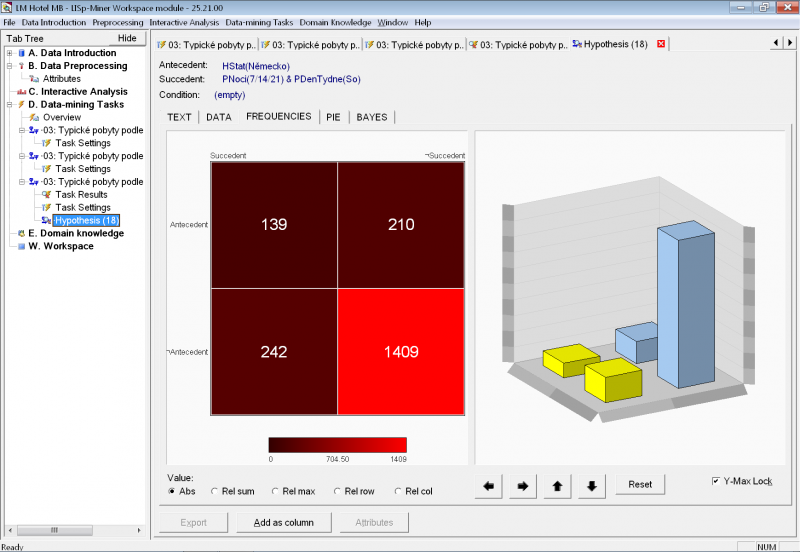 LM Hotel MB - LISp-Miner Workspace module - 25.21.00
File Data Introduction Preprocessing Interactive Analysis Data-mining Tasks Domain Knowledge Window Help
Tab Tree Hide
A. Data Introduction
B. Data Preprocessing
Attributes
C. Interactive Analysis
D. Data-mining Tasks
Overview
03: Typické pobyty podle
Task Settings
03: Typické pobyty podle
Task Settings
03: Typické pobyty podle
Task Results
Task Settings
Hypothesis (18)
E. Domain knowledge
W. Workspace
03: Typické pobyty p.. 03: Typické pobyty p.. 03: Typické pobyty p.. 03: Typické pobyty p.. Hypothesis (18)
Antecedent: HStat(Německo)
Succedent: PNoci(7/14/21) & PDenTydne(So)
Condition: (empty)
TEXT DATA FREQUENCIES PIE BAYES
Succedent ¬Succedent
Antecedent 139 210
¬Antecedent 242 1409
0 704.50 1409
Value:
Abs Rel sum Rel max Rel row Rel col
Reset
Y-Max Lock
Export Add as column Attributes
Ready NUM